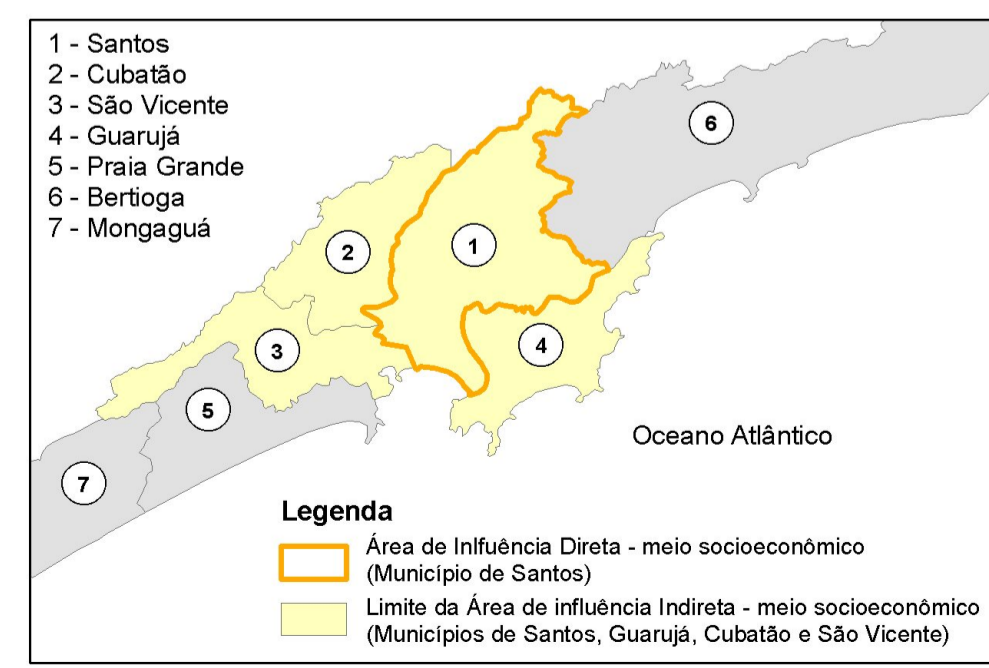 1 - Santos
2 - Cubatão
3 - São Vicente
4 - Guarujá
5 - Praia Grande
6 - Bertioga
7 - Mongaguá
6
1
2
4
3
5
7
Oceano Atlântico
Legenda
Área de Inlfuência Direta - meio socioeconômico
(Município de Santos)
Limite da Área de influência Indireta - meio socioeconômico
(Municípios de Santos, Guarujá, Cubatão e São Vicente)